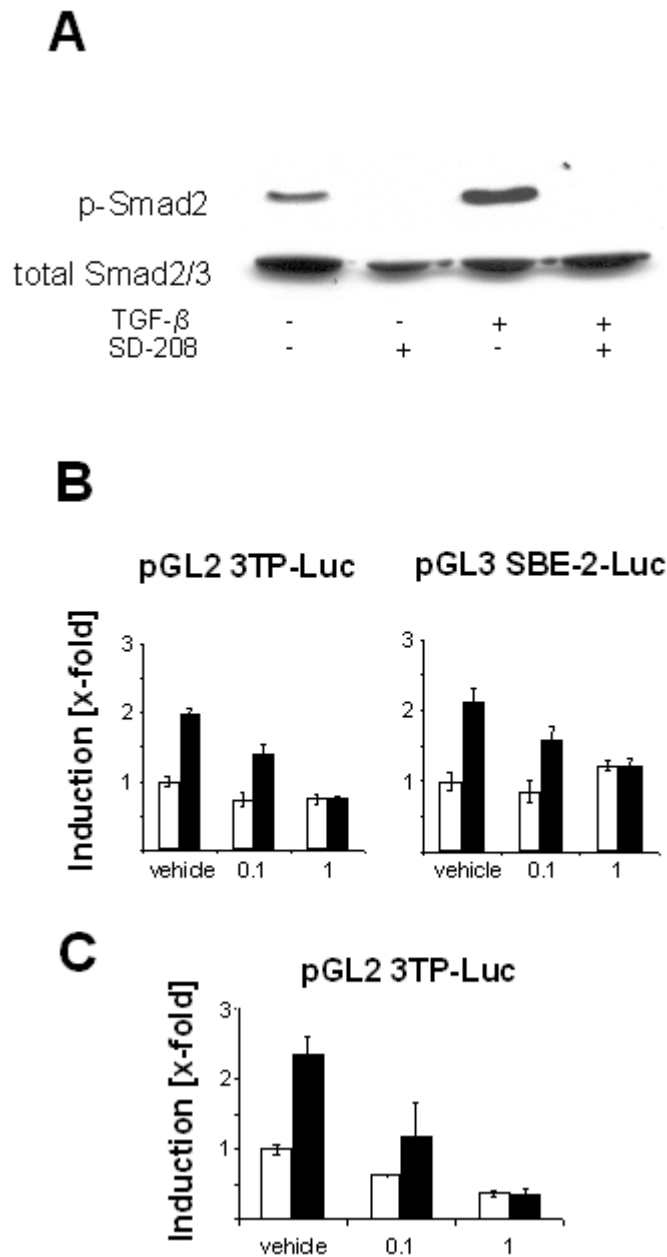 A
p-Smad2
total Smad2/3
TGF-β - - + +
SD-208 - + - +
B
pGL2 3TP-Luc pGL3 SBE-2-Luc
Induction [x-fold]
3
2
1
vehicle 0.1 1
3
2
1
vehicle 0.1 1
C
pGL2 3TP-Luc
Induction [x-fold]
3
2
1
vehicle 0.1 1